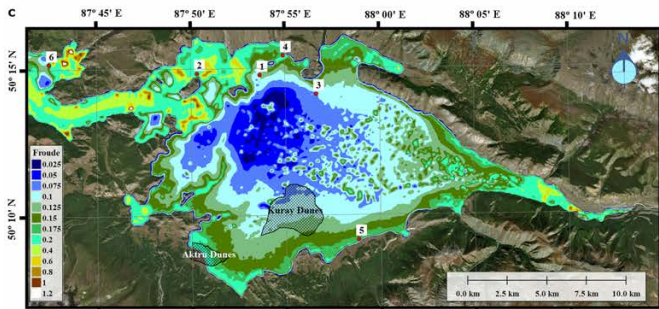 C
87° 45' E
87° 50' E
87° 55' E
88° 00' E
88° 05' E
88° 10' E
50° 15' N
50° 10' N
6
2
1
4
3
5
N
Froude
0.025
0.05
0.075
0.1
0.125
0.15
0.175
0.2
0.4
0.6
0.8
1
1.2
Kuray Dunes
Aktru Dunes
0.0 km 2.5 km 5.0 km 7.5 km 10.0 km